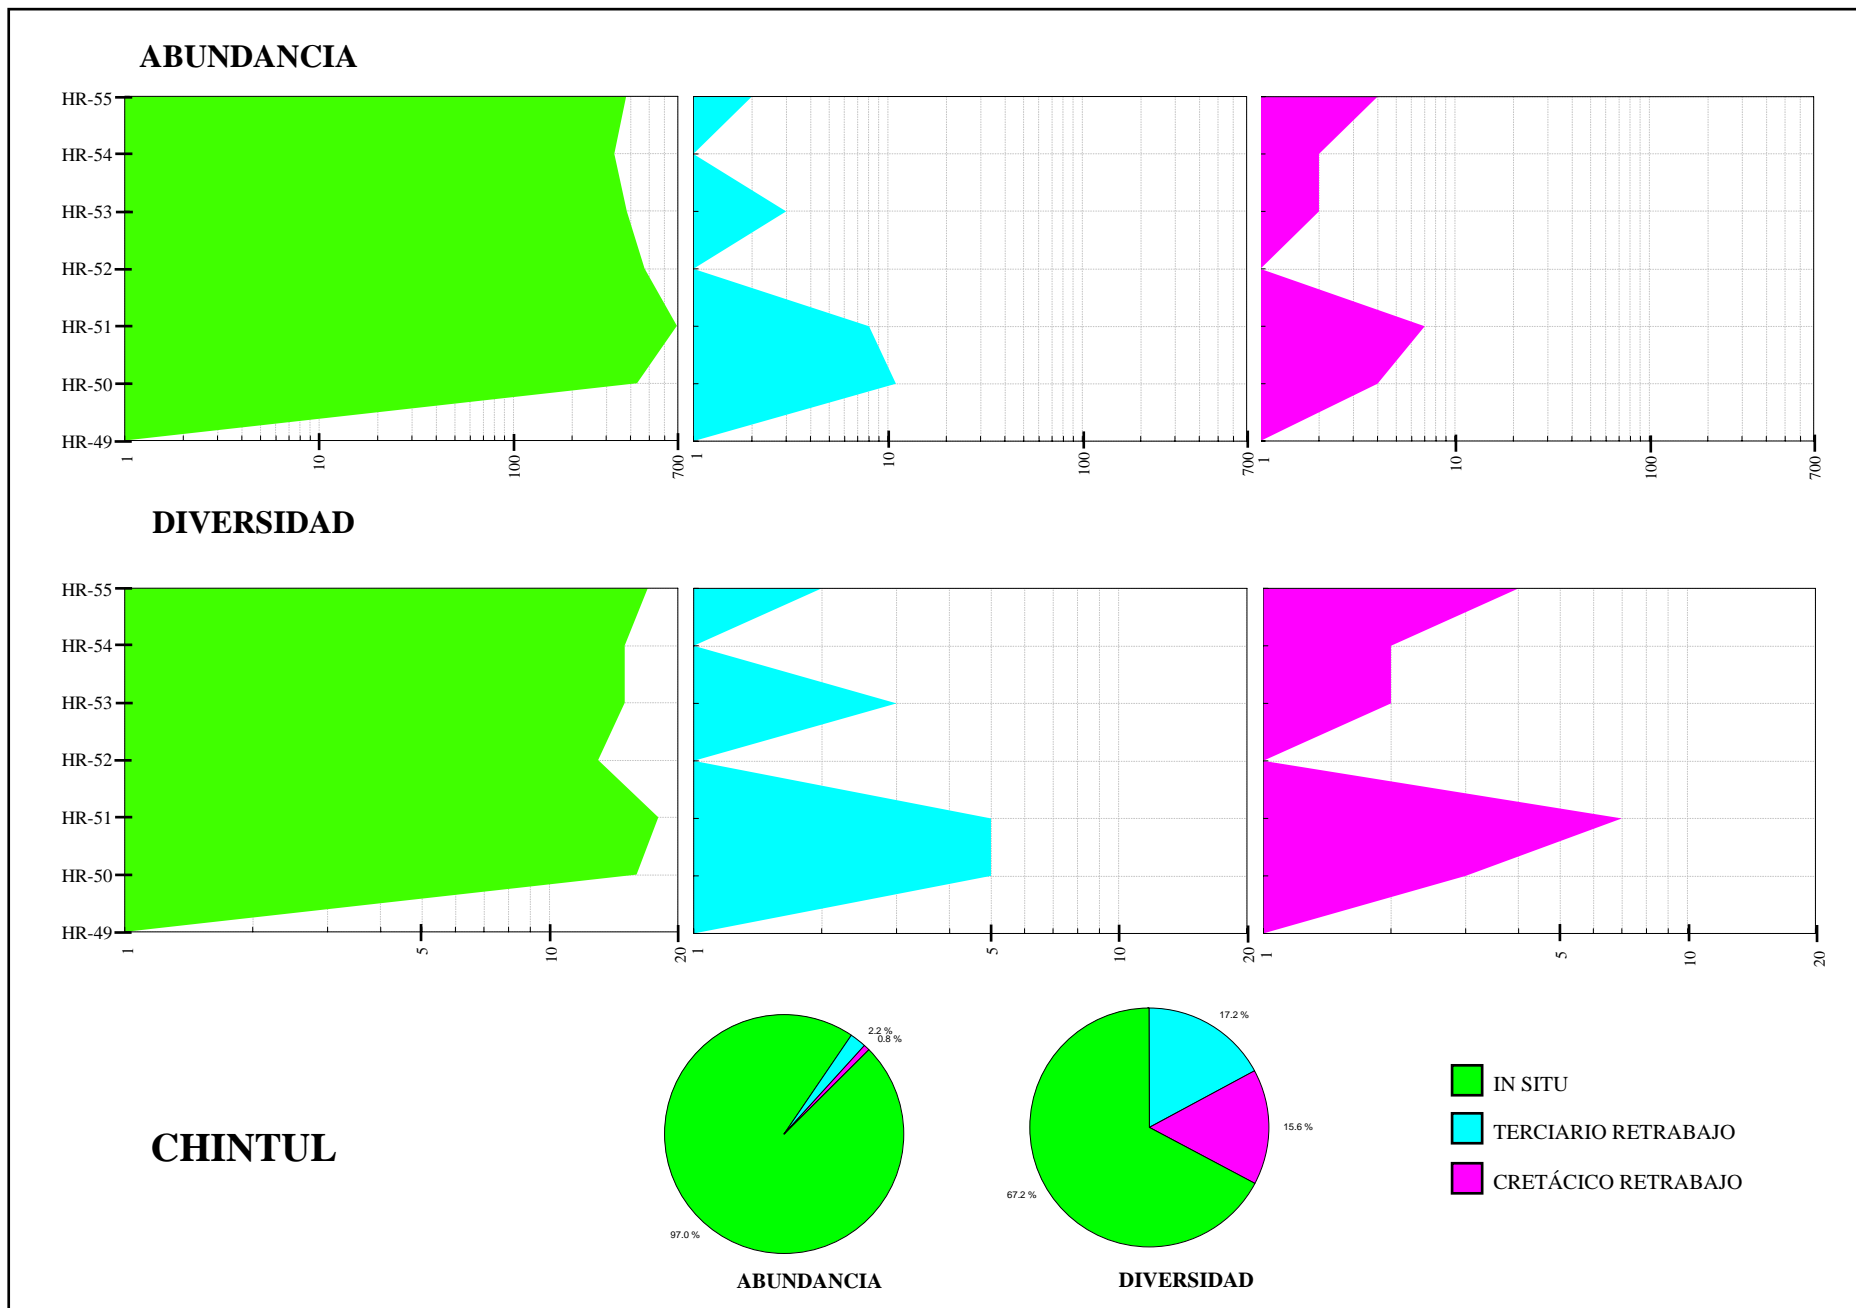 ABUNDANCIA
HR-55
HR-54
HR-53
HR-52
HR-51
HR-50
HR-49
1 10 100 700 1 10 100 700 1 10 100 700
DIVERSIDAD
HR-55
HR-54
HR-53
HR-52
HR-51
HR-50
HR-49
1 5 10 20 1 5 10 20 1 5 10 20
2.2 %
0.8 %
97.0 %
ABUNDANCIA
17.2 %
15.6 %
67.2 %
DIVERSIDAD
CHINTUL
IN SITU
TERCIARIO RETRABAJO
CRETÁCICO RETRABAJO